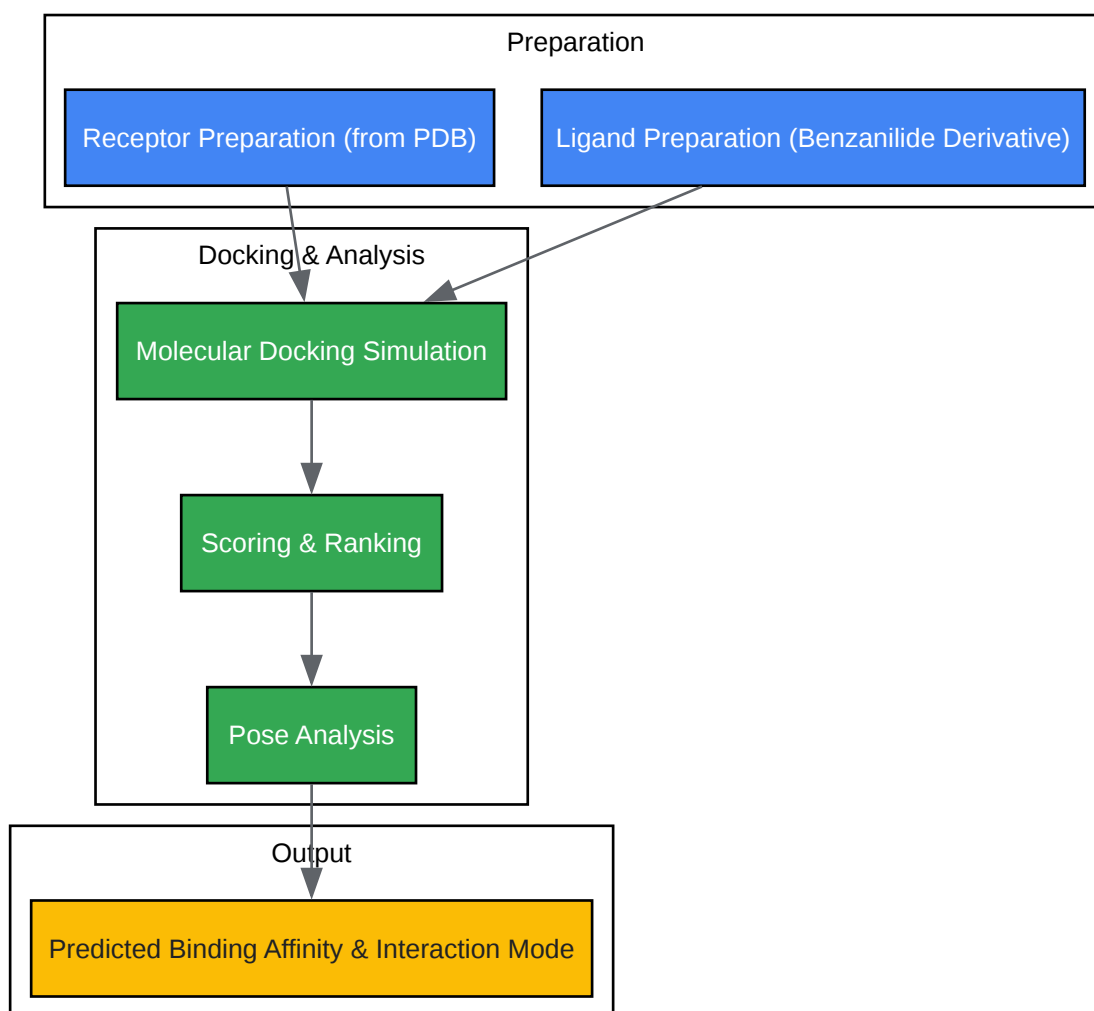 Preparation
Receptor Preparation (from PDB)
Ligand Preparation (Benzanilide Derivative)
Docking & Analysis
Molecular Docking Simulation
Scoring & Ranking
Pose Analysis
Output
Predicted Binding Affinity & Interaction Mode